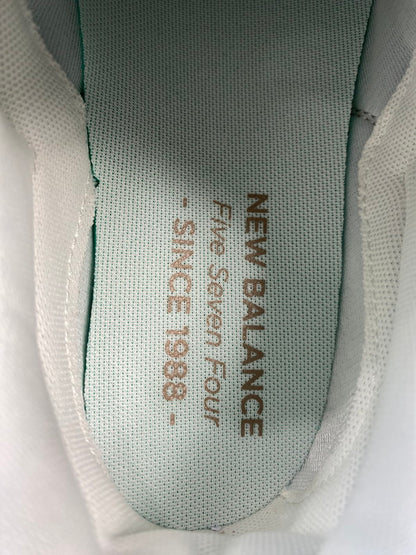 NEW BALANCE
Five Seven Four
- SINCE 1988 -